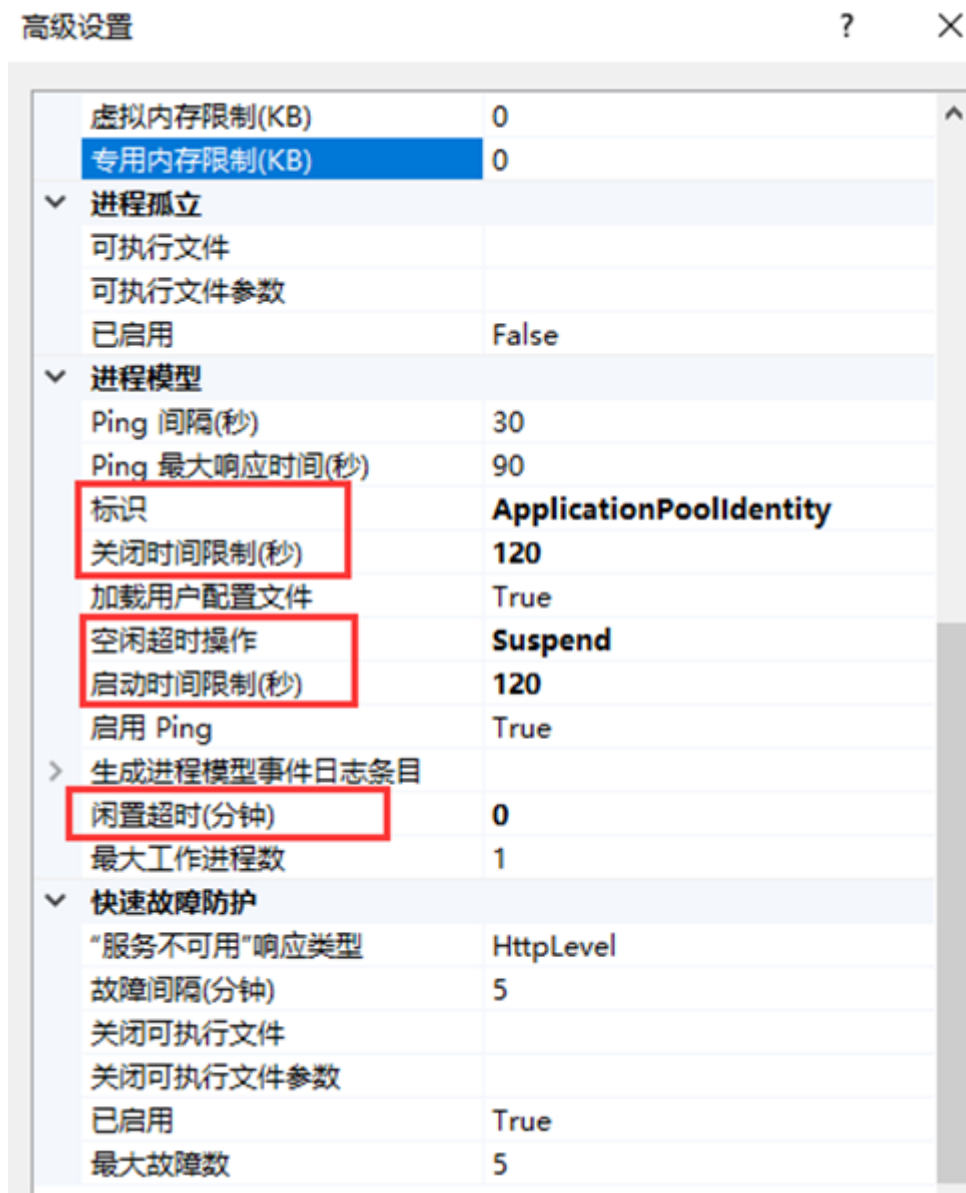 高级设置 ?
虚拟内存限制(KB) 0
专用内存限制(KB) 0
进程孤立
可执行文件
可执行文件参数
已启用 False
进程模型
Ping 间隔(秒) 30
Ping 最大响应时间(秒) 90
标识 ApplicationPoolIdentity
关闭时间限制(秒) 120
加载用户配置文件 True
空闲超时操作 Suspend
启动时间限制(秒) 120
启用 Ping True
生成进程模型事件日志条目
闲置超时(分钟) 0
最大工作进程数 1
快速故障防护
“服务不可用”响应类型 HttpLevel
故障间隔(分钟) 5
关闭可执行文件
关闭可执行文件参数
已启用 True
最大故障数 5